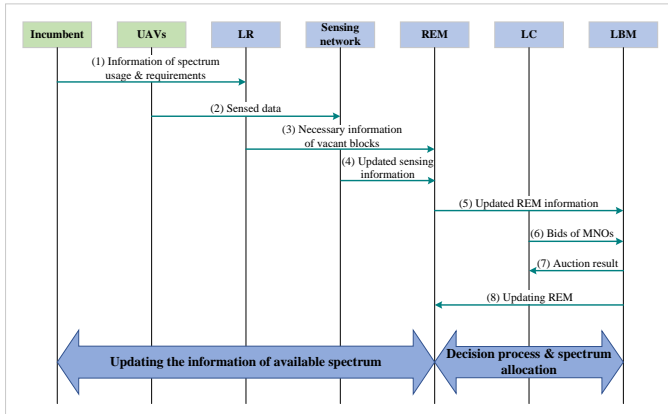 Incumbent
UAVs
LR
Sensing
network
REM
LC
LBM
(1) Information of spectrum
usage & requirements
(2) Sensed data
(3) Necessary information
of vacant blocks
(4) Updated sensing
information
(5) Updated REM information
(6) Bids of MNOs
(7) Auction result
(8) Updating REM
Updating the information of available spectrum
Decision process & spectrum
allocation